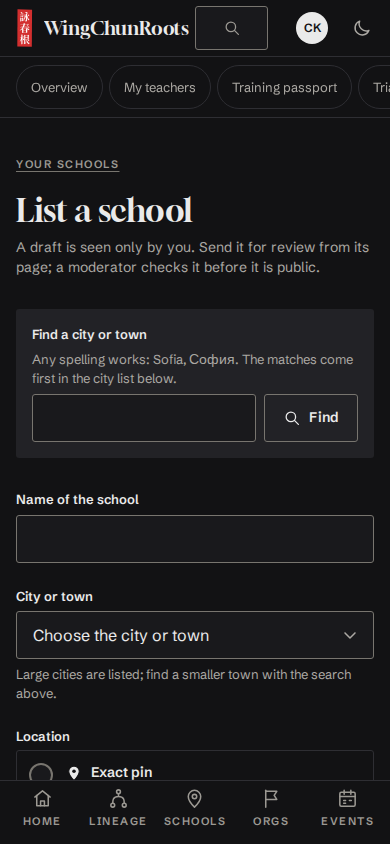 詠春根
WingChunRoots
CK
Overview
My teachers
Training passport
YOUR SCHOOLS
List a school
A draft is seen only by you. Send it for review from its
page; a moderator checks it before it is public.
Find a city or town
Any spelling works: Sofia, София. The matches come
first in the city list below.
Find
Name of the school
City or town
Choose the city or town
Large cities are listed; find a smaller town with the search
above.
Location
Exact pin
HOME
LINEAGE
SCHOOLS
ORGS
EVENTS